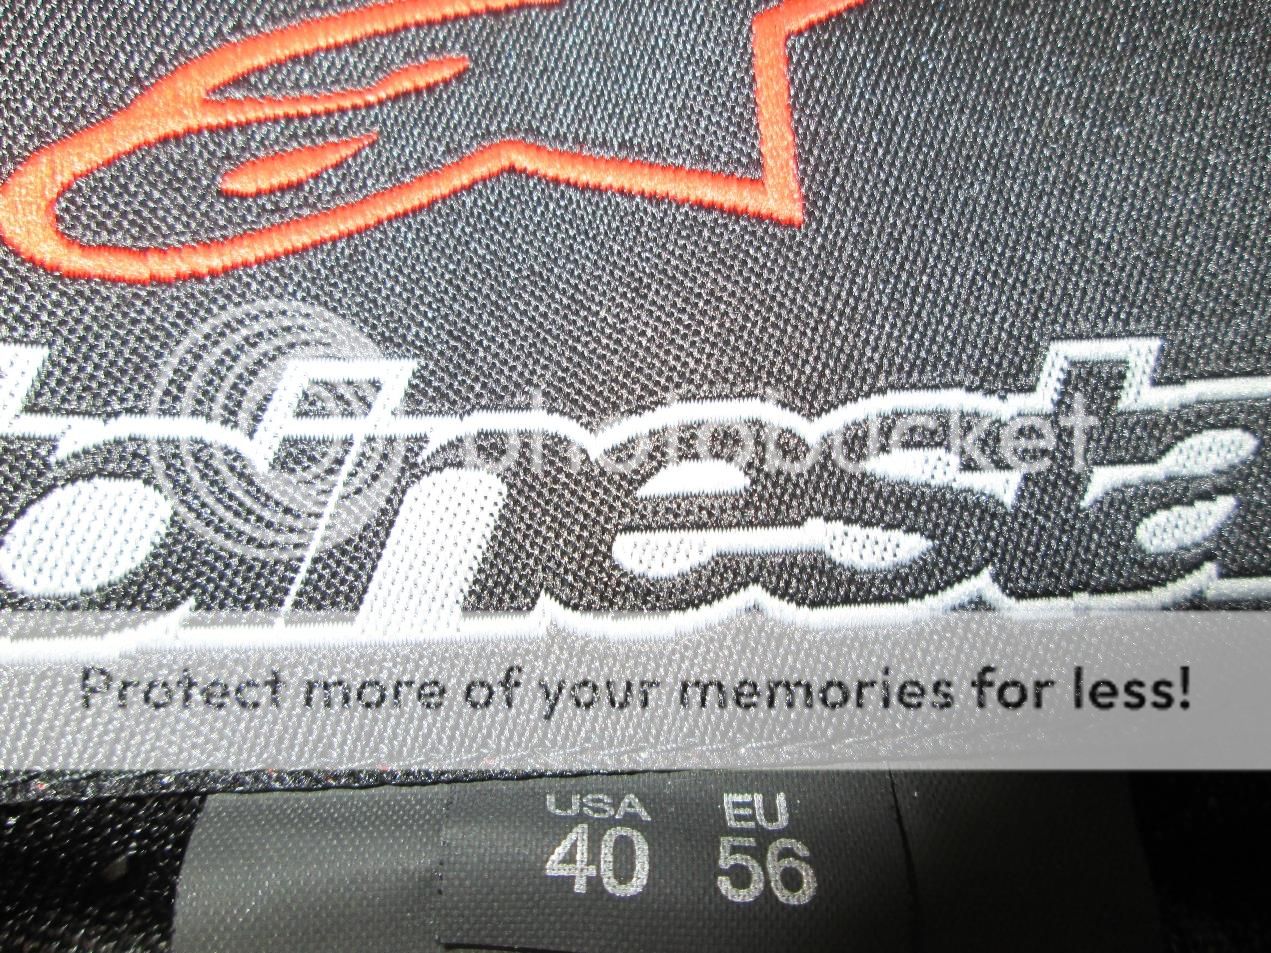 photobucket
Protect more of your memories for less!
USA EU
40 56